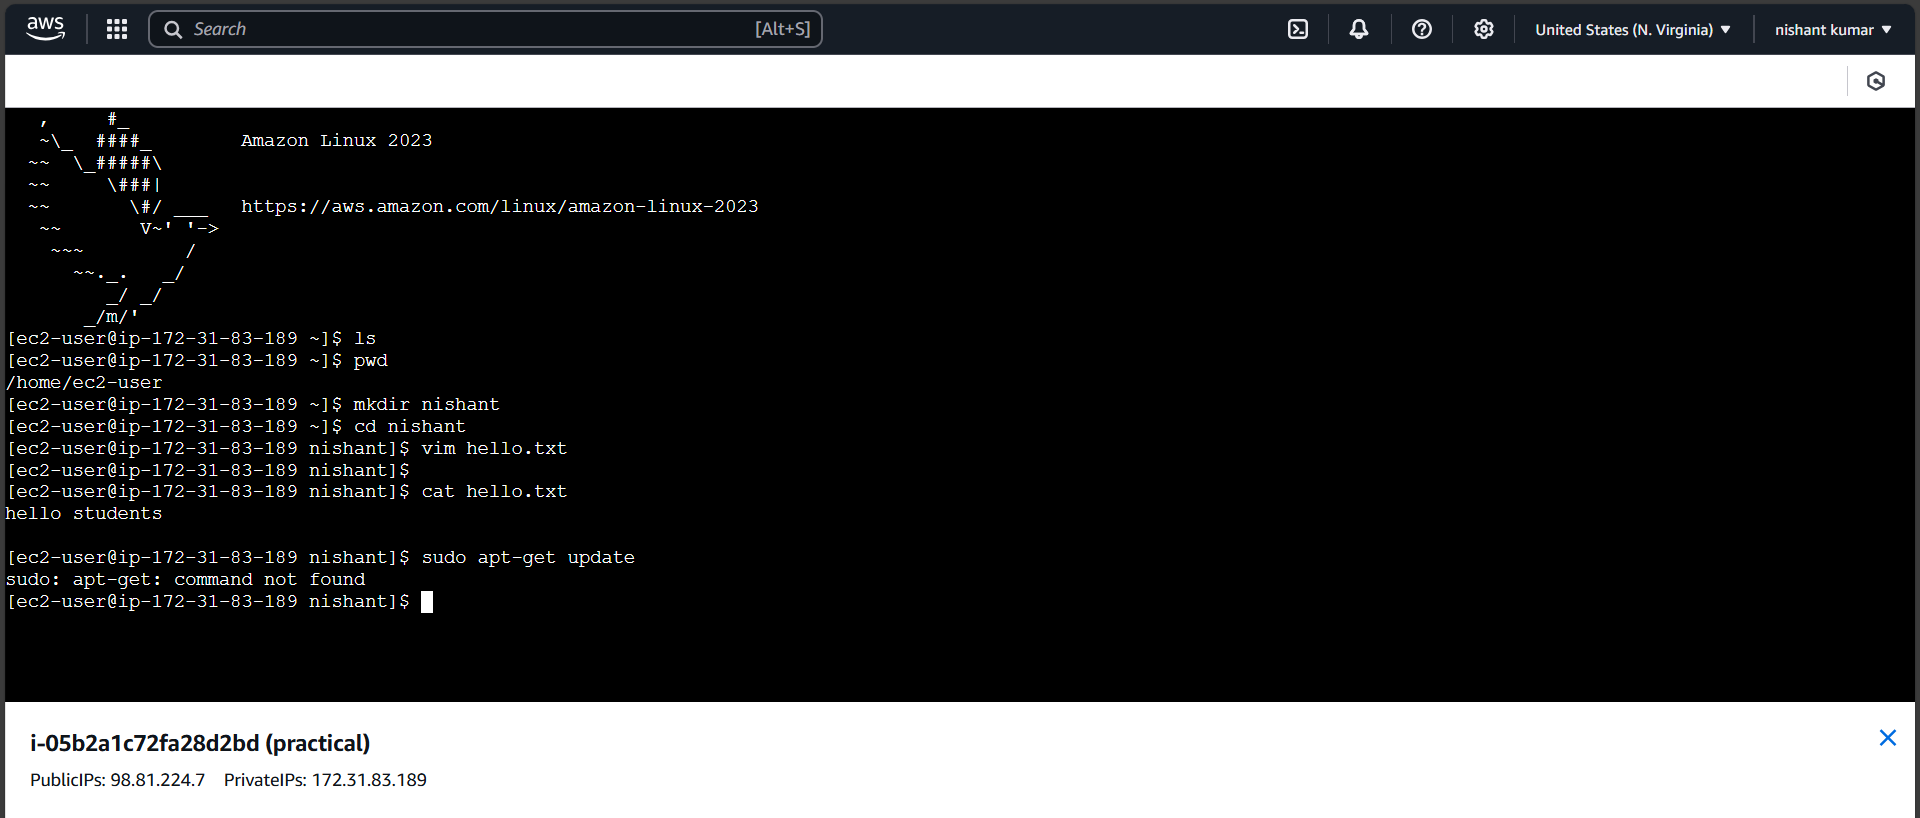 aws
Search [Alt+S]
United States (N. Virginia)
nishant kumar
   ,     #_
   ~\_  ####_        Amazon Linux 2023
  ~~  \_#####\
  ~~     \###|
  ~~       \#/ ___   https://aws.amazon.com/linux/amazon-linux-2023
   ~~       V~' '->
    ~~~         /
      ~~._.   _/
         _/ _/
       _/m/'
[ec2-user@ip-172-31-83-189 ~]$ ls
[ec2-user@ip-172-31-83-189 ~]$ pwd
/home/ec2-user
[ec2-user@ip-172-31-83-189 ~]$ mkdir nishant
[ec2-user@ip-172-31-83-189 ~]$ cd nishant
[ec2-user@ip-172-31-83-189 nishant]$ vim hello.txt
[ec2-user@ip-172-31-83-189 nishant]$
[ec2-user@ip-172-31-83-189 nishant]$ cat hello.txt
hello students
[ec2-user@ip-172-31-83-189 nishant]$ sudo apt-get update
sudo: apt-get: command not found
[ec2-user@ip-172-31-83-189 nishant]$
i-05b2a1c72fa28d2bd (practical)
PublicIPs: 98.81.224.7 PrivateIPs: 172.31.83.189